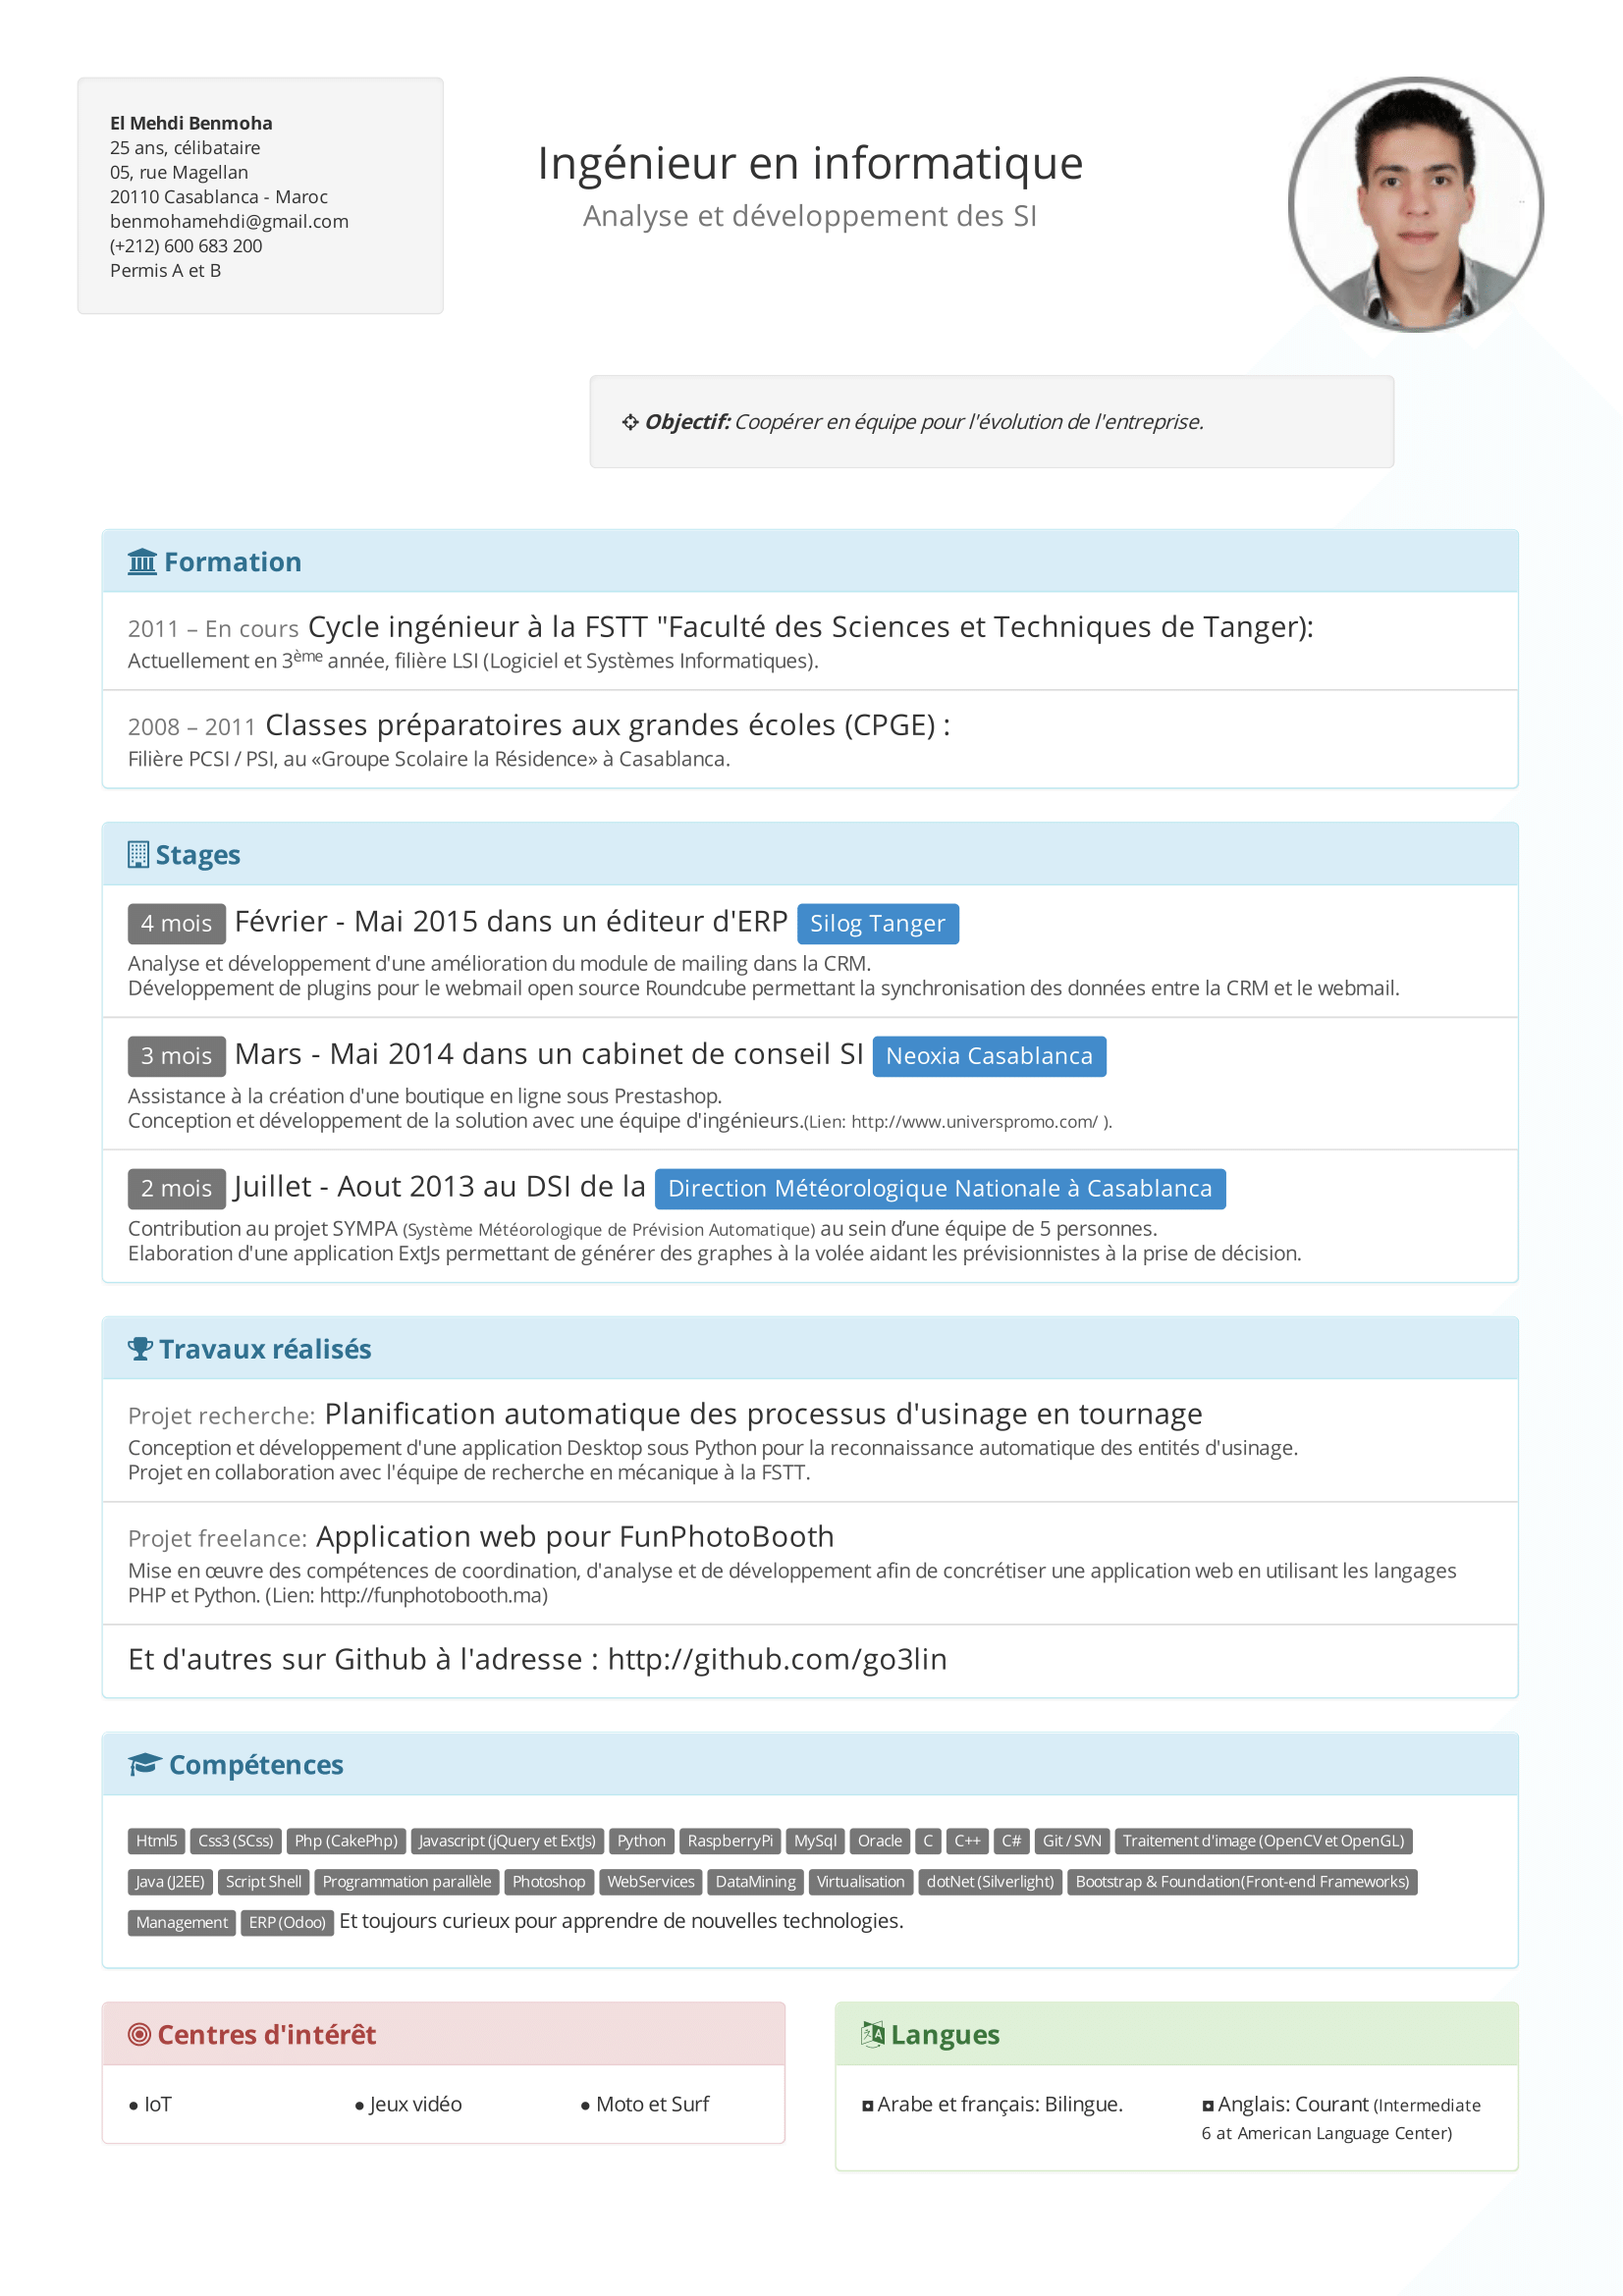 El Mehdi Benmoha
25 ans, célibataire
05, rue Magellan
20110 Casablanca - Maroc
benmohamehdi@gmail.com
(+212) 600 683 200
Permis A et B
Ingénieur en informatique
Analyse et développement des SI
Objectif: Coopérer en équipe pour l'évolution de l'entreprise.
Formation
2011 – En cours Cycle ingénieur à la FSTT "Faculté des Sciences et Techniques de Tanger):
Actuellement en 3ème année, filière LSI (Logiciel et Systèmes Informatiques).
2008 – 2011 Classes préparatoires aux grandes écoles (CPGE) :
Filière PCSI / PSI, au «Groupe Scolaire la Résidence» à Casablanca.
Stages
4 mois Février - Mai 2015 dans un éditeur d'ERP Silog Tanger
Analyse et développement d'une amélioration du module de mailing dans la CRM.
Développement de plugins pour le webmail open source Roundcube permettant la synchronisation des données entre la CRM et le webmail.
3 mois Mars - Mai 2014 dans un cabinet de conseil SI Neoxia Casablanca
Assistance à la création d'une boutique en ligne sous Prestashop.
Conception et développement de la solution avec une équipe d'ingénieurs.(Lien: http://www.universpromo.com/ ).
2 mois Juillet - Aout 2013 au DSI de la Direction Météorologique Nationale à Casablanca
Contribution au projet SYMPA (Système Météorologique de Prévision Automatique) au sein d’une équipe de 5 personnes.
Elaboration d'une application ExtJs permettant de générer des graphes à la volée aidant les prévisionnistes à la prise de décision.
Travaux réalisés
Projet recherche: Planification automatique des processus d'usinage en tournage
Conception et développement d'une application Desktop sous Python pour la reconnaissance automatique des entités d'usinage.
Projet en collaboration avec l'équipe de recherche en mécanique à la FSTT.
Projet freelance: Application web pour FunPhotoBooth
Mise en œuvre des compétences de coordination, d'analyse et de développement afin de concrétiser une application web en utilisant les langages
PHP et Python. (Lien: http://funphotobooth.ma)
Et d'autres sur Github à l'adresse : http://github.com/go3lin
Compétences
Html5 Css3 (SCss) Php (CakePhp) Javascript (jQuery et ExtJs) Python RaspberryPi MySql Oracle C C++ C# Git / SVN Traitement d'image (OpenCV et OpenGL)
Java (J2EE) Script Shell Programmation parallèle Photoshop WebServices DataMining Virtualisation dotNet (Silverlight) Bootstrap & Foundation(Front-end Frameworks)
Management ERP (Odoo) Et toujours curieux pour apprendre de nouvelles technologies.
Centres d'intérêt
● IoT ● Jeux vidéo ● Moto et Surf
Langues
Arabe et français: Bilingue.
Anglais: Courant (Intermediate
6 at American Language Center)